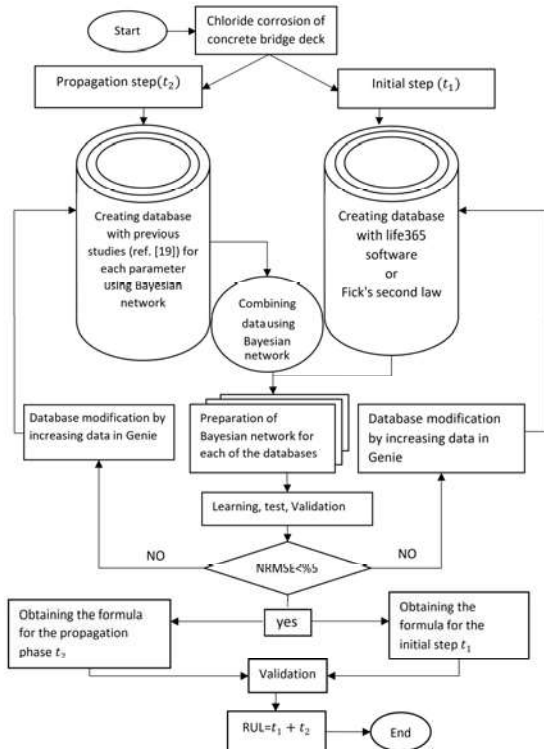 Start
Chloride corrosion of
concrete bridge deck
Propagation step(t₂)
Initial step (t₁)
Creating database
with previous
studies (ref. [19]) for
each parameter
using Bayesian
network
Creating database
with life365
software
or
Fick's second law
Combining
data using
Bayesian
network
Database modification by
increasing data in Genie
Preparation of
Bayesian network for
each of the databases
Database modification
by increasing data in
Genie
Learning, test, Validation
NO
NRMSE<%5
NO
Obtaining the formula
for the propagation
phase t₂
yes
Obtaining the
formula for the
initial step t₁
Validation
RUL=t₁ + t₂
End